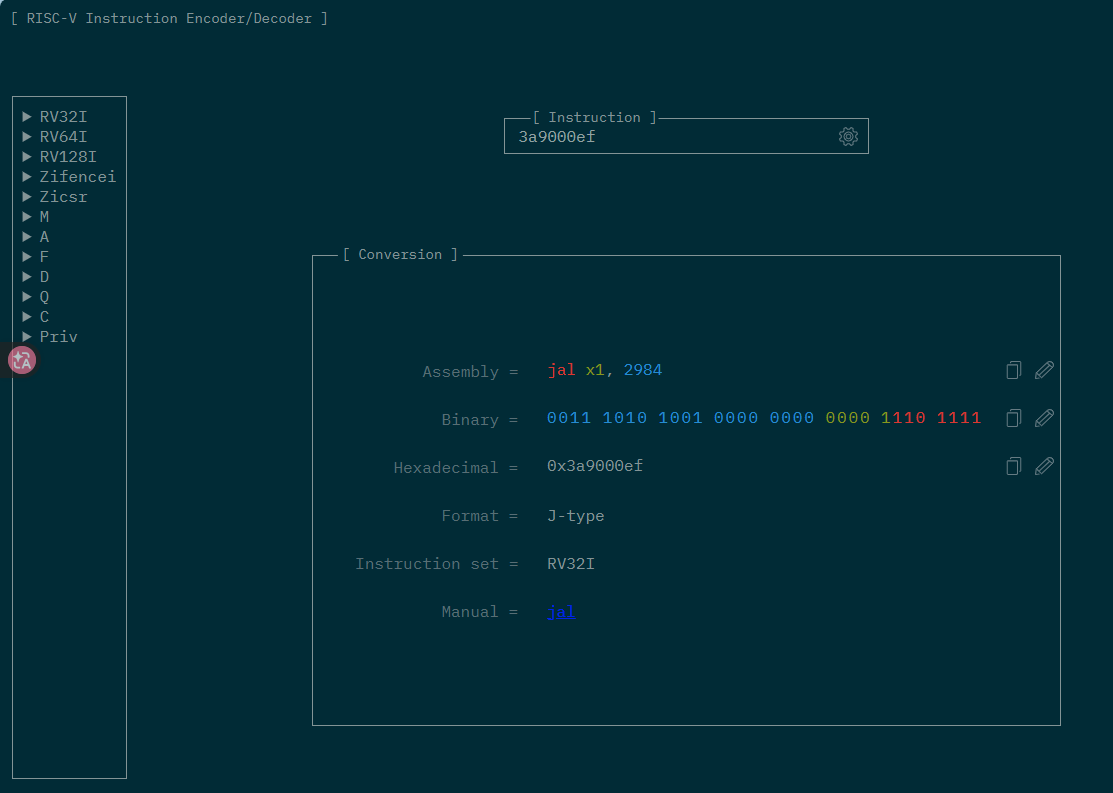 [ RISC-V Instruction Encoder/Decoder ]
▶ RV32I
▶ RV64I
▶ RV128I
▶ Zifencei
▶ Zicsr
▶ M
▶ A
▶ F
▶ D
▶ Q
▶ C
▶ Priv
[ Instruction ]
3a9000ef
[ Conversion ]
Assembly = jal x1, 2984
Binary = 0011 1010 1001 0000 0000 0000 1110 1111
Hexadecimal = 0x3a9000ef
Format = J-type
Instruction set = RV32I
Manual = jal